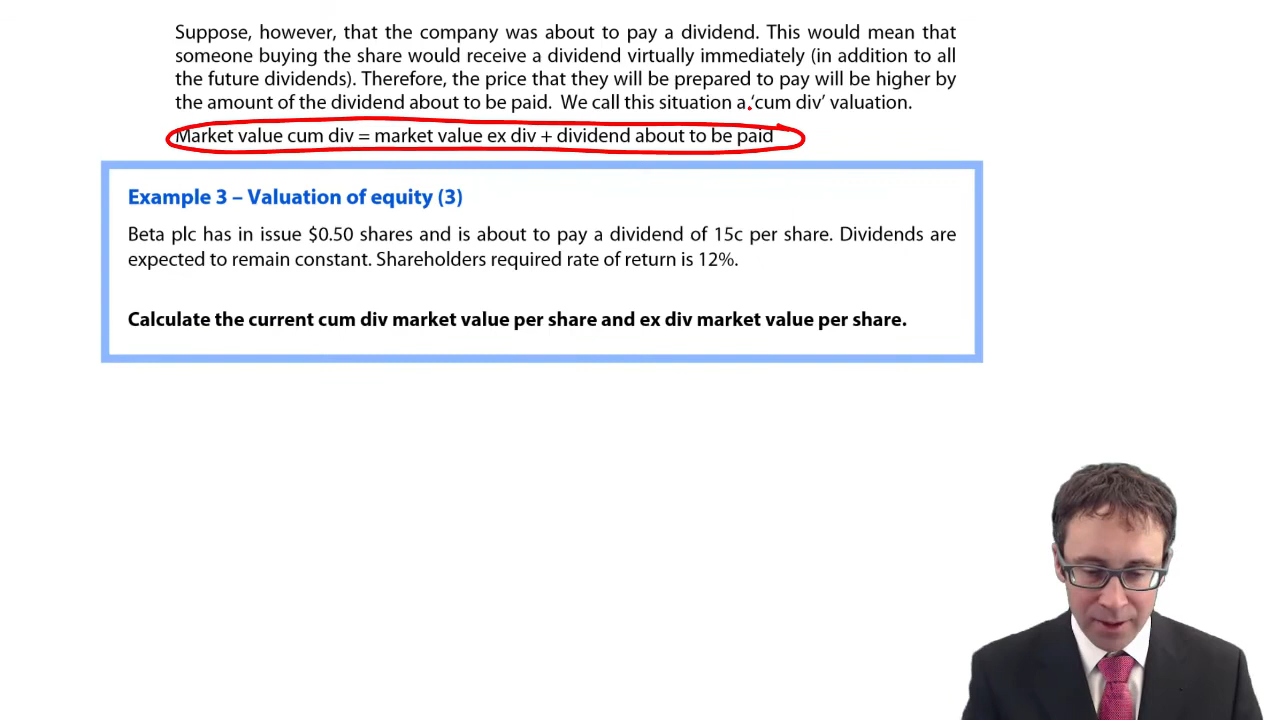 Suppose, however, that the company was about to pay a dividend. This would mean that
someone buying the share would receive a dividend virtually immediately (in addition to all
the future dividends). Therefore, the price that they will be prepared to pay will be higher by
the amount of the dividend about to be paid. We call this situation a ‘cum div’ valuation.
Market value cum div = market value ex div + dividend about to be paid
Example 3 – Valuation of equity (3)
Beta plc has in issue $0.50 shares and is about to pay a dividend of 15c per share. Dividends are
expected to remain constant. Shareholders required rate of return is 12%.
Calculate the current cum div market value per share and ex div market value per share.